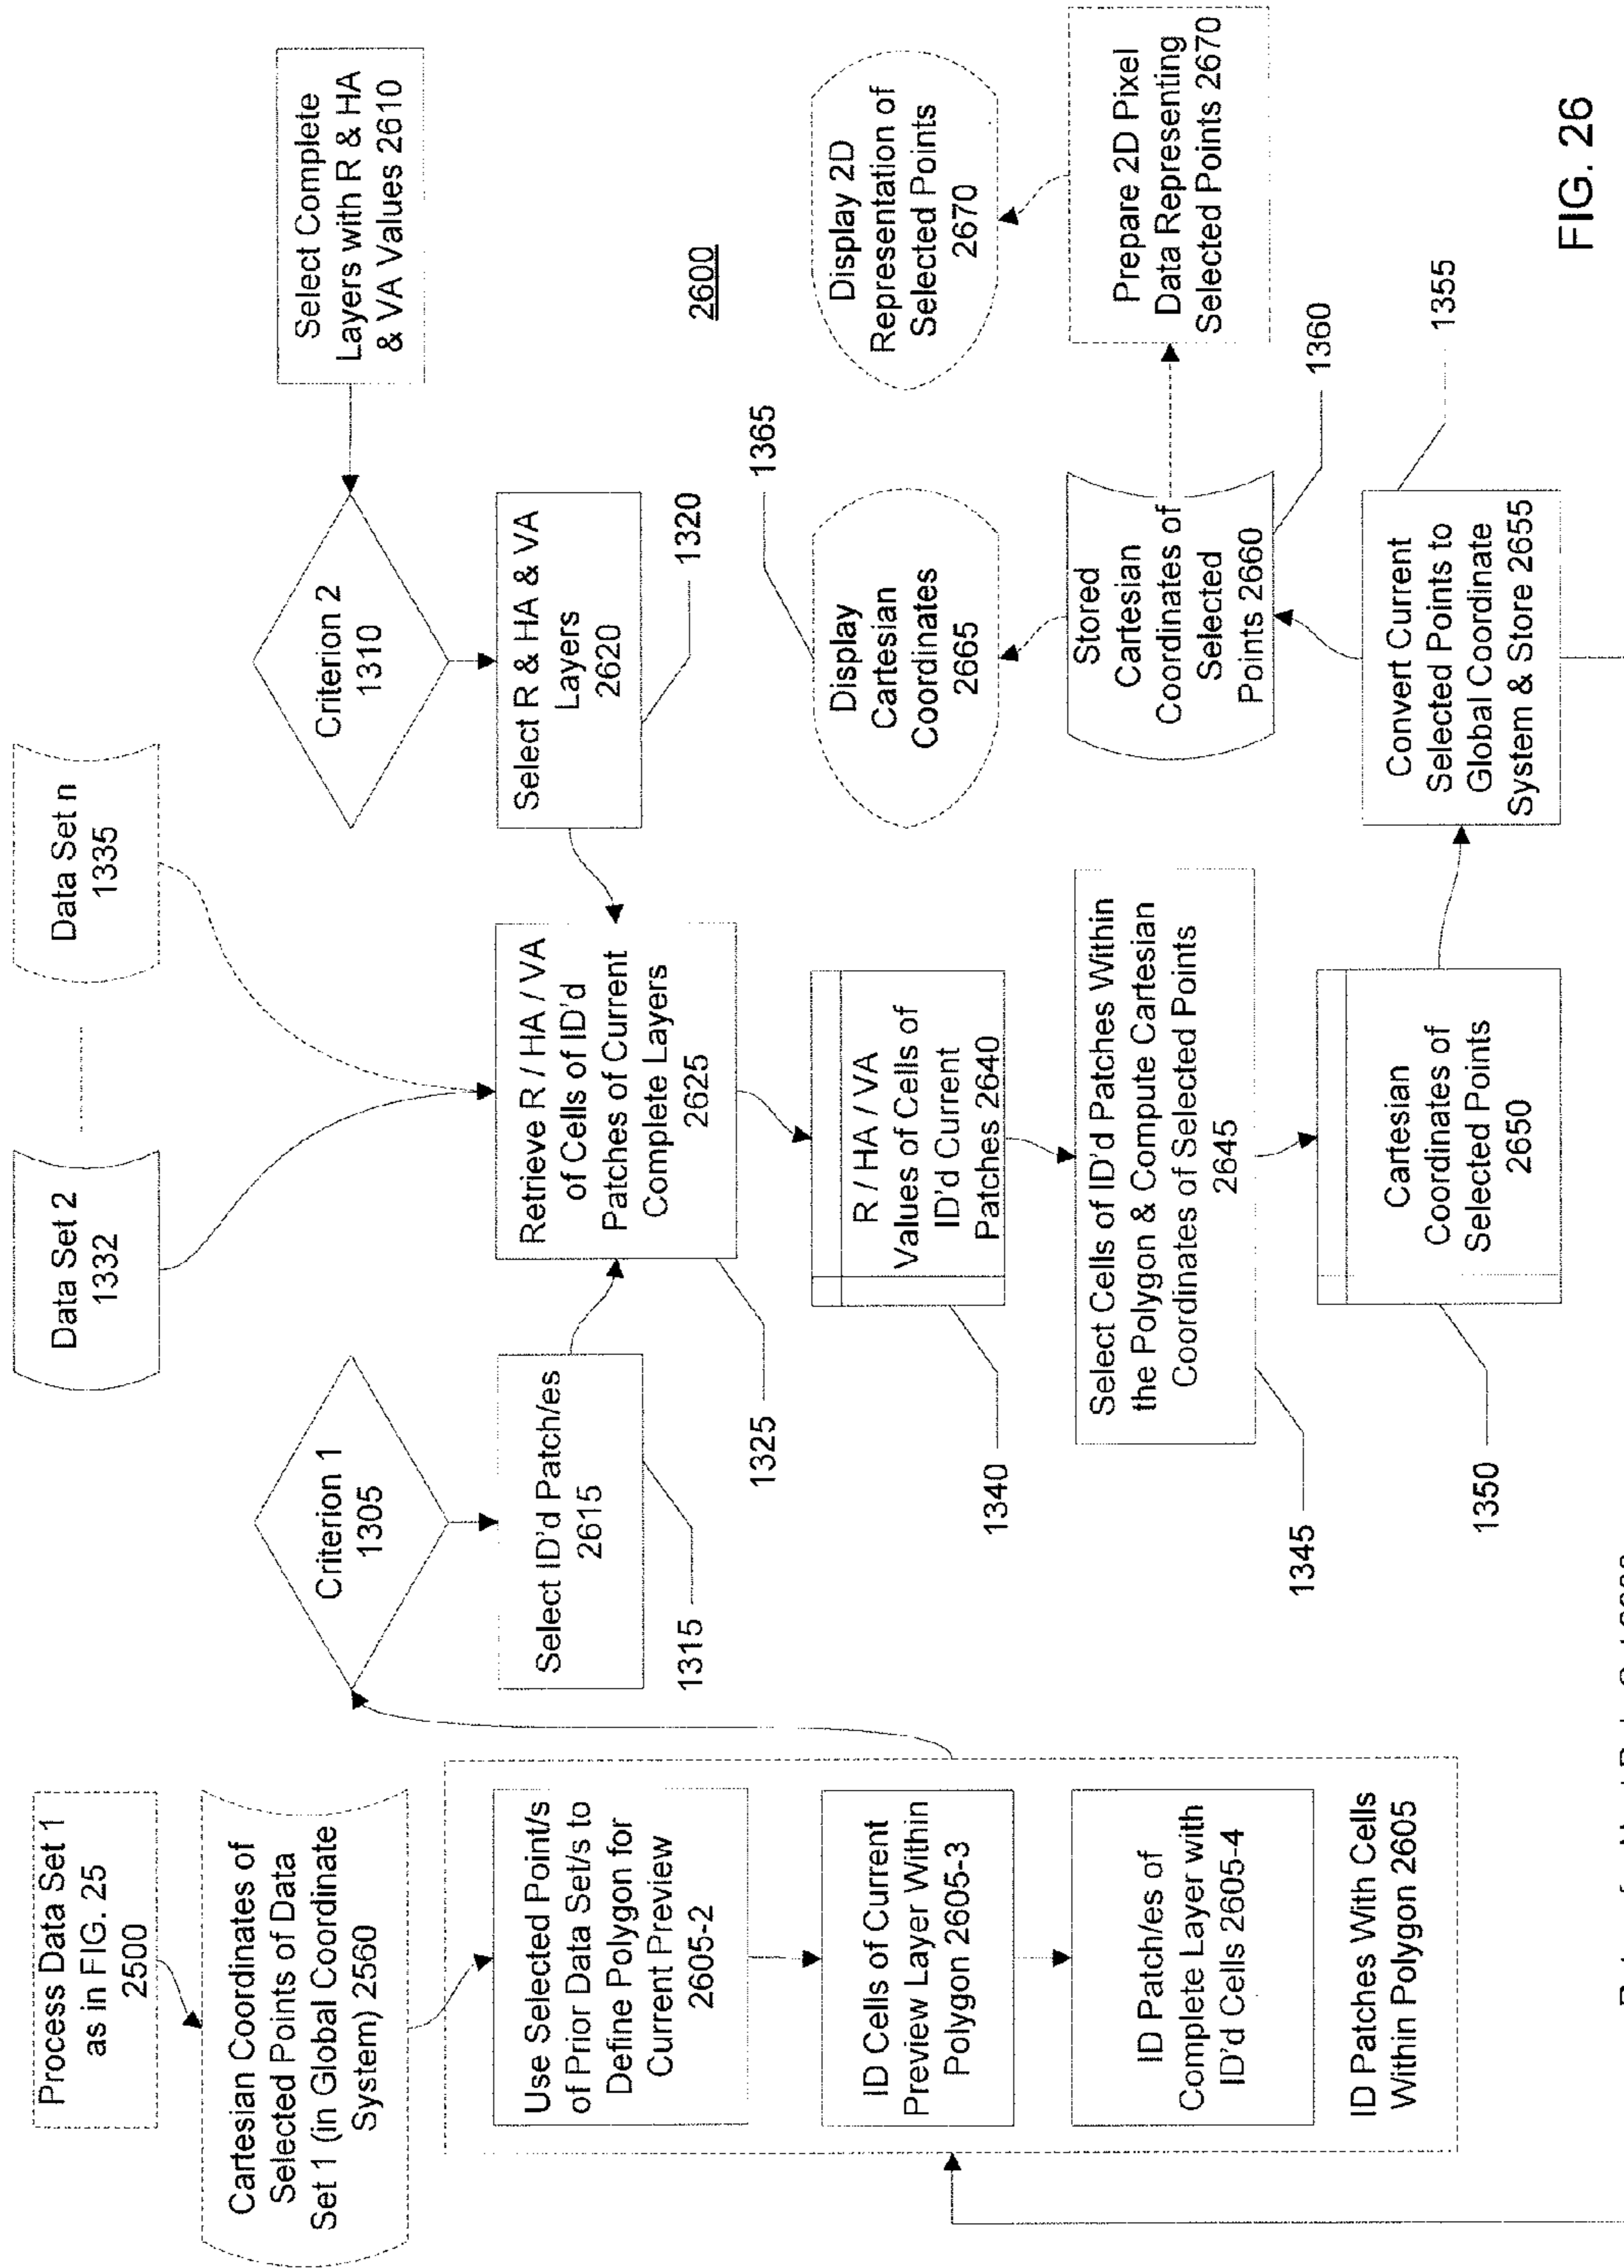 Process Data Set 1
as in FIG. 25
2500
Cartesian Coordinates of
Selected Points of Data
Set 1 (in Global Coordinate
System) 2560
Use Selected Point/s
of Prior Data Set/s to
Define Polygon for
Current Preview
2605-2
ID Cells of Current
Preview Layer Within
Polygon 2605-3
ID Patch/es of
Complete Layer with
ID'd Cells 2605-4
ID Patches With Cells
Within Polygon 2605
Data Set 2
1332
Data Set n
1335
Criterion 1
1305
Select ID'd Patch/es
2615
1315
Select Complete
Layers with R & HA
& VA Values 2610
Criterion 2
1310
Select R & HA & VA
Layers
2620
1320
Retrieve R / HA / VA
of Cells of ID'd
Patches of Current
Complete Layers
2625
1325
R / HA / VA
Values of Cells of
ID'd Current
Patches 2640
1340
Select Cells of ID'd Patches Within
the Polygon & Compute Cartesian
Coordinates of Selected Points
2645
1345
Cartesian
Coordinates of
Selected Points
2650
1350
Convert Current
Selected Points to
Global Coordinate
System & Store 2655
1355
Stored
Cartesian
Coordinates of
Selected
Points 2660
1360
Display
Cartesian
Coordinates
2665
1365
Prepare 2D Pixel
Data Representing
Selected Points 2670
Display 2D
Representation of
Selected Points
2670
2600
FIG. 26